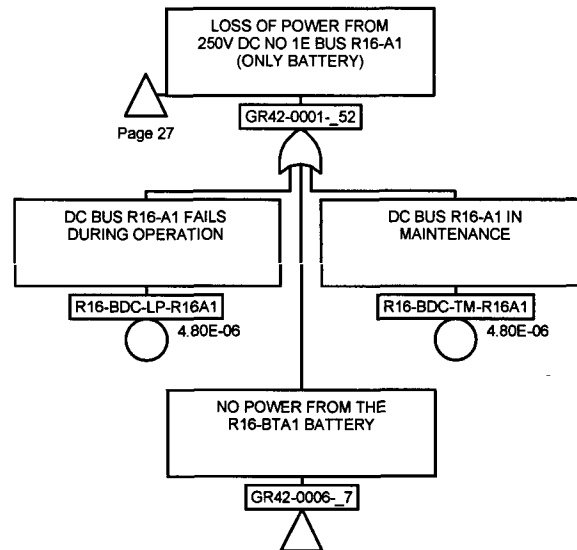 LOSS OF POWER FROM
250V DC NO 1E BUS R16-A1
(ONLY BATTERY)
Page 27
GR42-0001-_52
DC BUS R16-A1 FAILS
DURING OPERATION
DC BUS R16-A1 IN
MAINTENANCE
R16-BDC-LP-R16A1
4.80E-06
R16-BDC-TM-R16A1
4.80E-06
NO POWER FROM THE
R16-BTA1 BATTERY
GR42-0006-_7